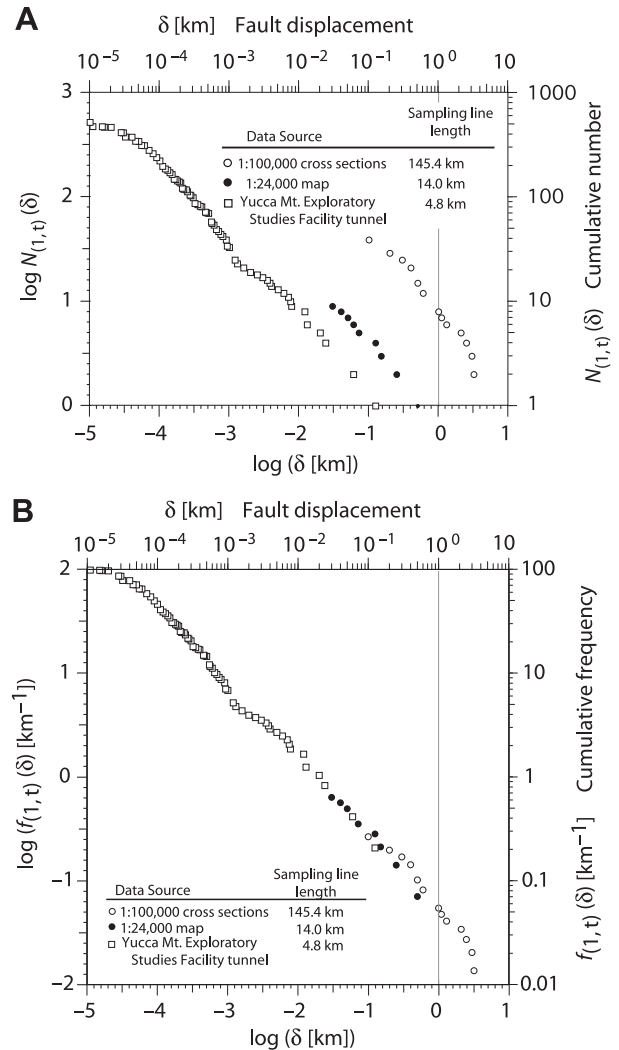 A
δ [km] Fault displacement
10⁻⁵ 10⁻⁴ 10⁻³ 10⁻² 10⁻¹ 10⁰ 10
3
1000
Sampling line
Data Source length
1:100,000 cross sections 145.4 km
1:24,000 map 14.0 km
Yucca Mt. Exploratory 4.8 km
Studies Facility tunnel
2
100
1
10
0
1
log N(1,t)(δ)
N(1,t)(δ) Cumulative number
−5 −4 −3 −2 −1 0 1
log (δ [km])
B
δ [km] Fault displacement
10⁻⁵ 10⁻⁴ 10⁻³ 10⁻² 10⁻¹ 10⁰ 10
2
100
1
10
0
1
−1
0.1
−2
0.01
log (f(1,t)(δ) [km⁻¹])
f(1,t)(δ) [km⁻¹] Cumulative frequency
Sampling line
Data Source length
1:100,000 cross sections 145.4 km
1:24,000 map 14.0 km
Yucca Mt. Exploratory 4.8 km
Studies Facility tunnel
−5 −4 −3 −2 −1 0 1
log (δ [km])